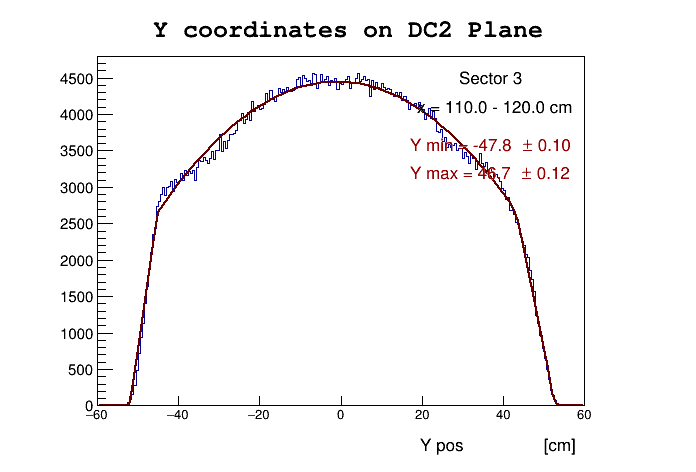 Y coordinates on DC2 Plane
Sector 3
x = 110.0 - 120.0 cm
Y min = -47.8 ± 0.10
Y max = 46.7 ± 0.12
4500
4000
3500
3000
2500
2000
1500
1000
500
0
−60 −40 −20 0 20 40 60
Y pos [cm]